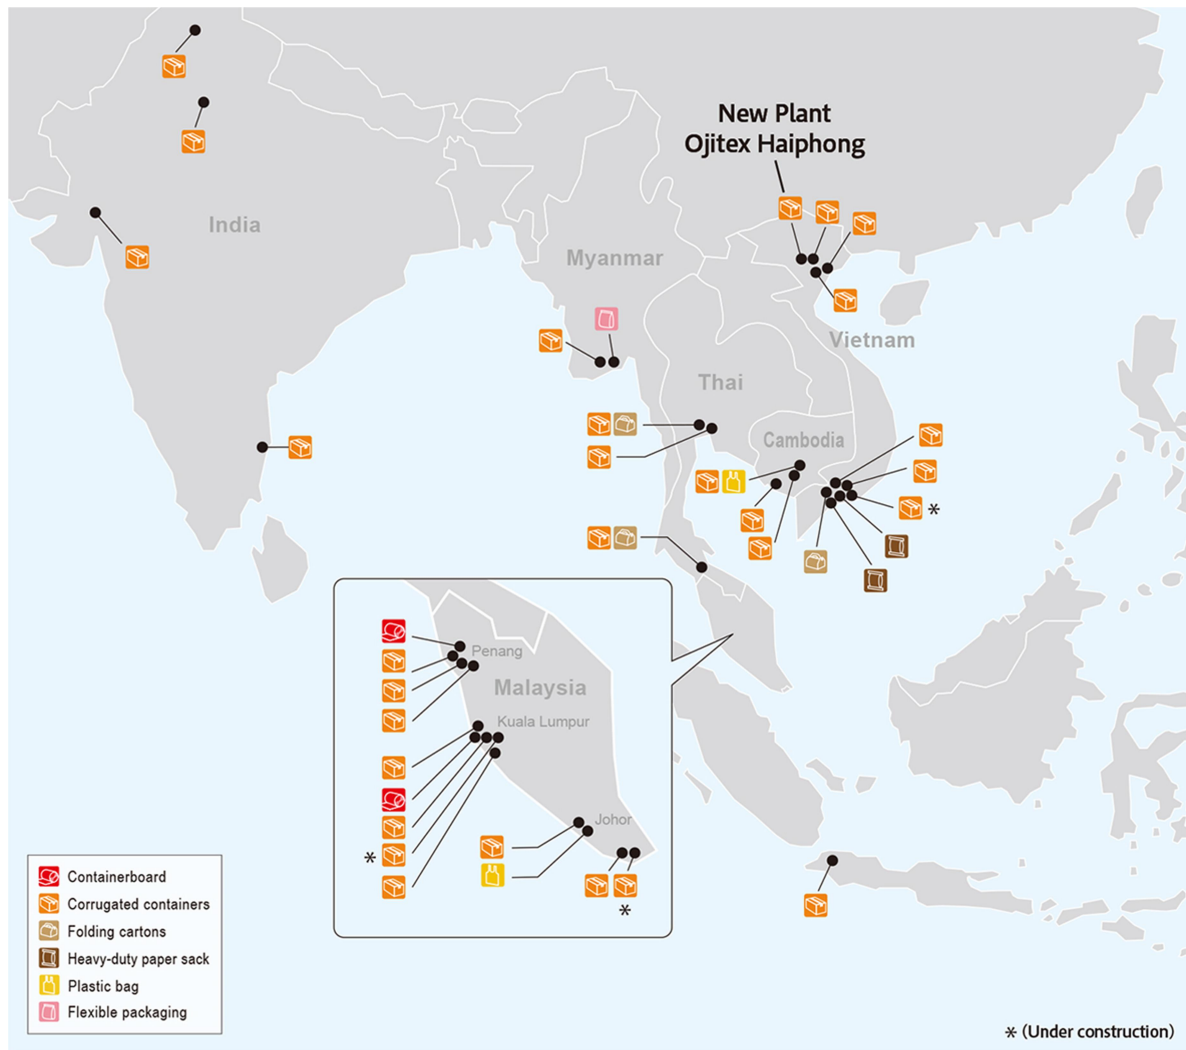 New Plant
Ojitex Haiphong
India
Myanmar
Vietnam
Thai
Cambodia
*
Penang
Malaysia
Kuala Lumpur
Johor
*
*
Containerboard
Corrugated containers
Folding cartons
Heavy-duty paper sack
Plastic bag
Flexible packaging
* (Under construction)